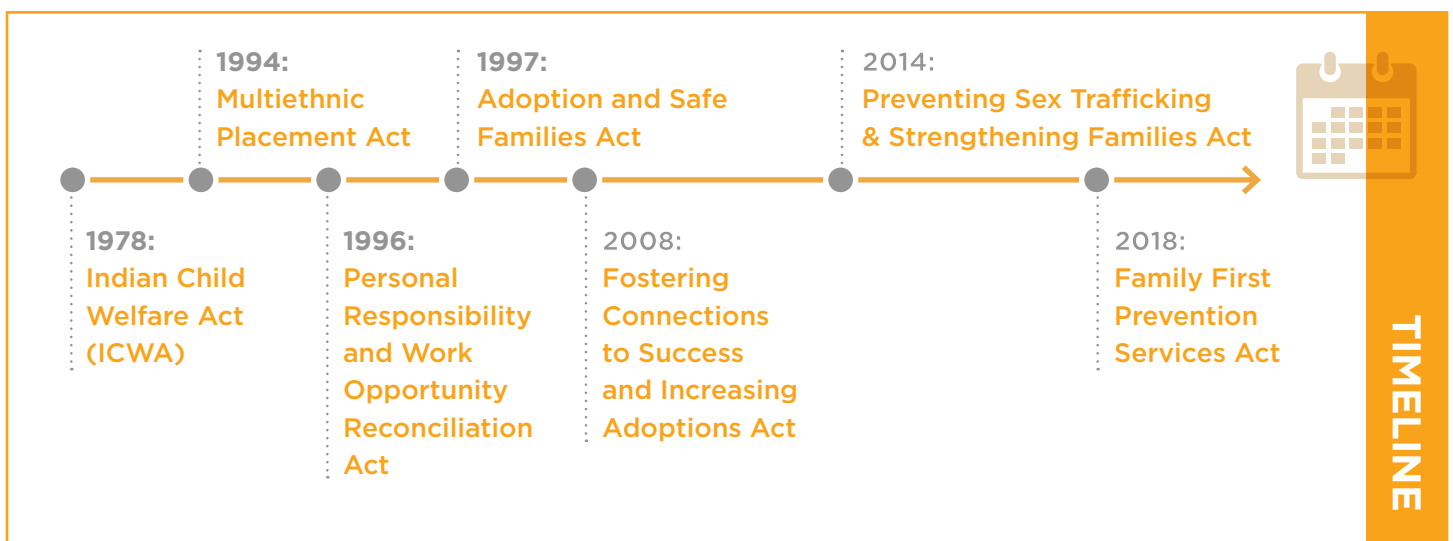 1994:
Multiethnic
Placement Act
1997:
Adoption and Safe
Families Act
2014:
Preventing Sex Trafficking
& Strengthening Families Act
1978:
Indian Child
Welfare Act
(ICWA)
1996:
Personal
Responsibility
and Work
Opportunity
Reconciliation
Act
2008:
Fostering
Connections
to Success
and Increasing
Adoptions Act
2018:
Family First
Prevention
Services Act
TIMELINE